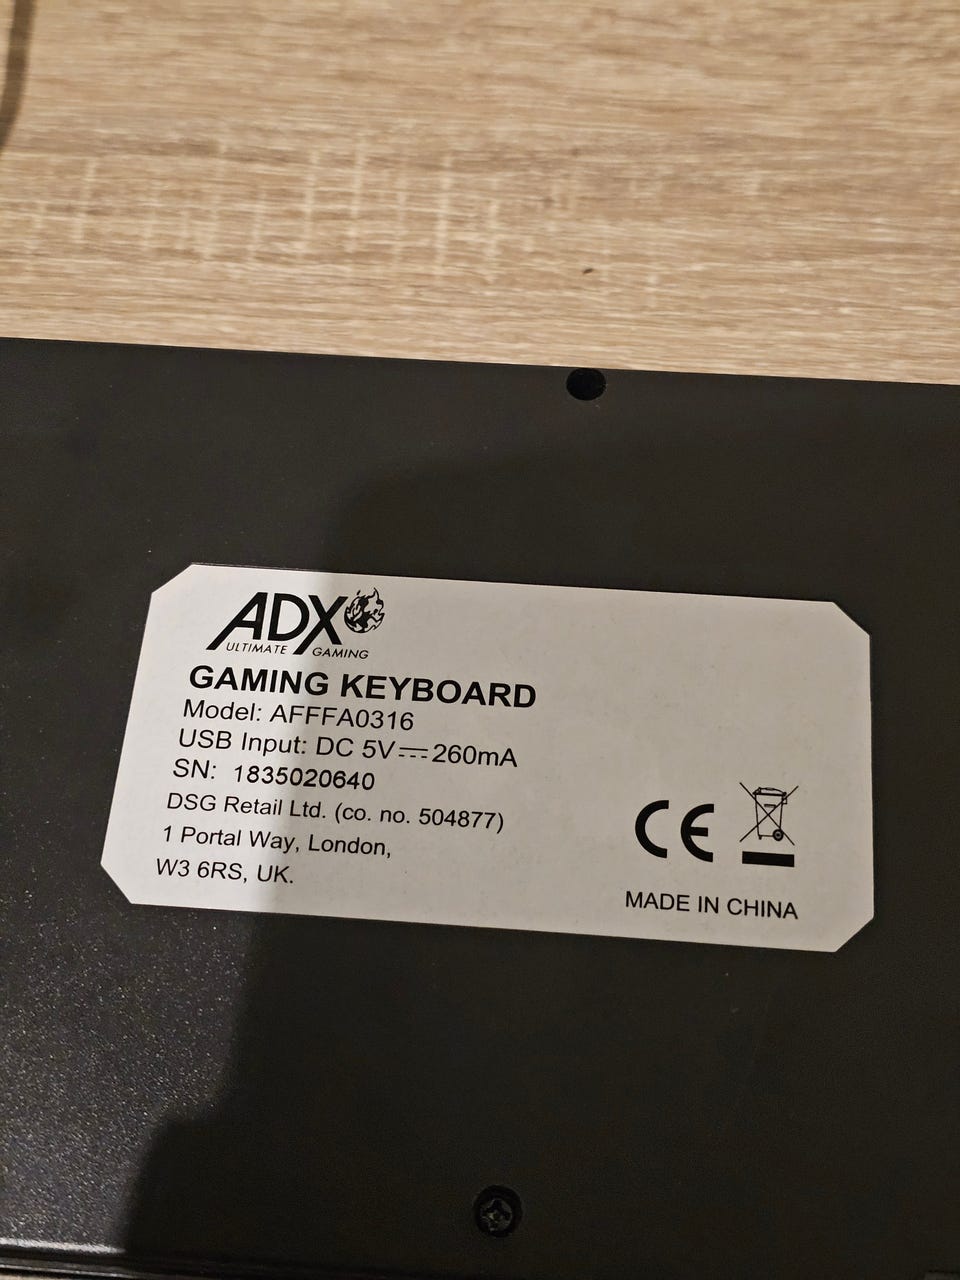 ADX
ULTIMATE GAMING
GAMING KEYBOARD
Model: AFFFA0316
USB Input: DC 5V⎓260mA
SN: 1835020640
DSG Retail Ltd. (co. no. 504877)
1 Portal Way, London,
W3 6RS, UK.
CE
MADE IN CHINA